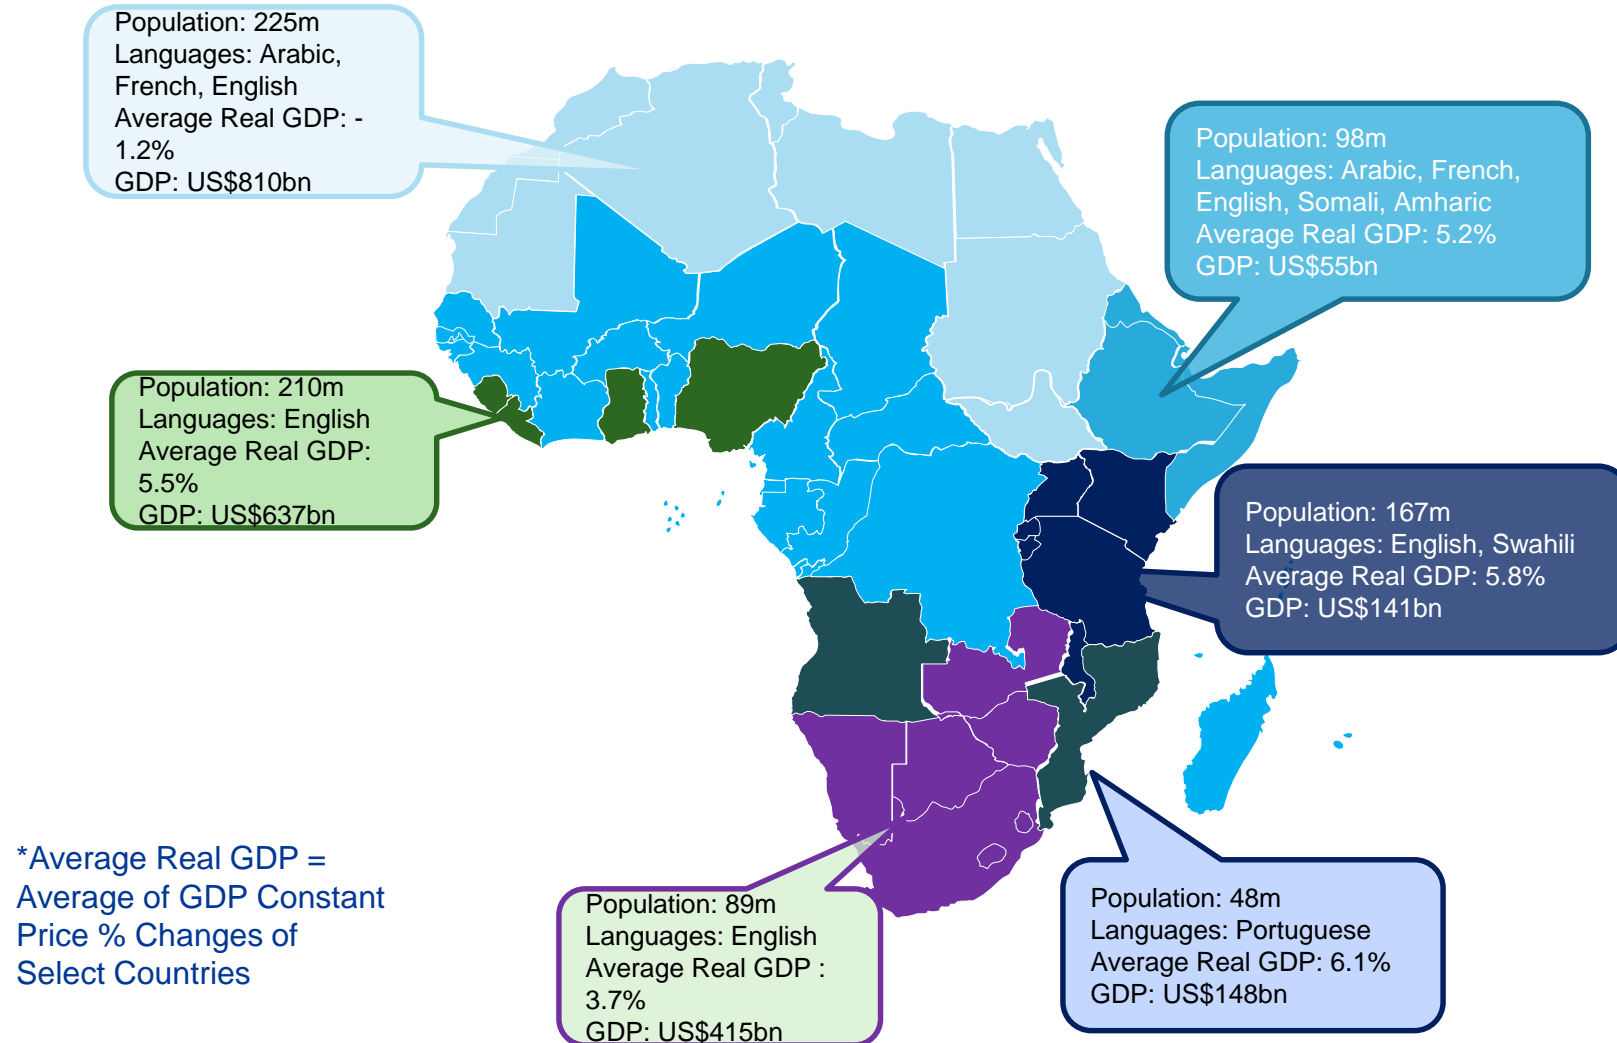 Population: 225m
Languages: Arabic,
French, English
Average Real GDP: -
1.2%
GDP: US$810bn
Population: 98m
Languages: Arabic, French,
English, Somali, Amharic
Average Real GDP: 5.2%
GDP: US$55bn
Population: 210m
Languages: English
Average Real GDP:
5.5%
GDP: US$637bn
Population: 167m
Languages: English, Swahili
Average Real GDP: 5.8%
GDP: US$141bn
*Average Real GDP =
Average of GDP Constant
Price % Changes of
Select Countries
Population: 89m
Languages: English
Average Real GDP :
3.7%
GDP: US$415bn
Population: 48m
Languages: Portuguese
Average Real GDP: 6.1%
GDP: US$148bn